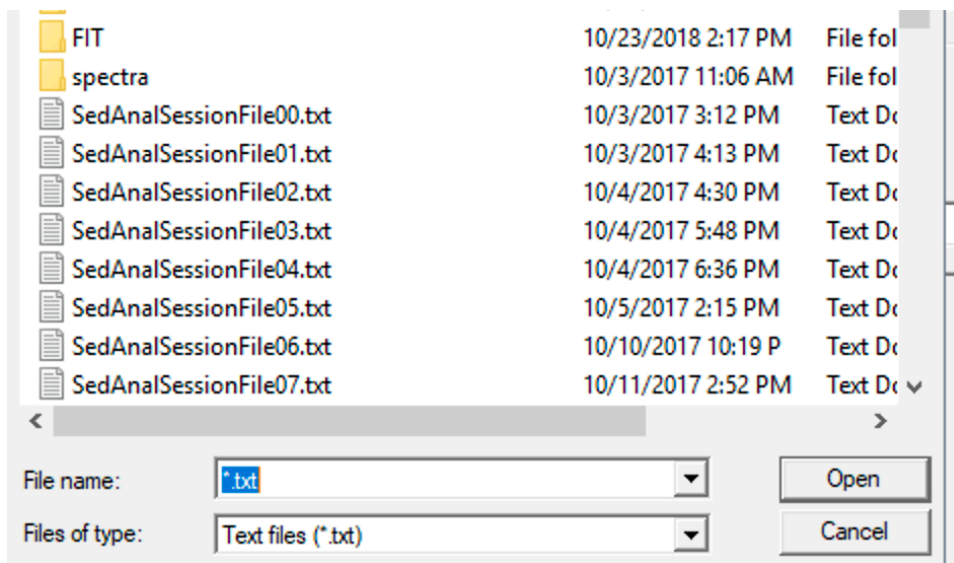 FIT 10/23/2018 2:17 PM File fol
spectra 10/3/2017 11:06 AM File fol
SedAnalSessionFile00.txt 10/3/2017 3:12 PM Text Do
SedAnalSessionFile01.txt 10/3/2017 4:13 PM Text Do
SedAnalSessionFile02.txt 10/4/2017 4:30 PM Text Do
SedAnalSessionFile03.txt 10/4/2017 5:48 PM Text Do
SedAnalSessionFile04.txt 10/4/2017 6:36 PM Text Do
SedAnalSessionFile05.txt 10/5/2017 2:15 PM Text Do
SedAnalSessionFile06.txt 10/10/2017 10:19 P Text Do
SedAnalSessionFile07.txt 10/11/2017 2:52 PM Text Do
File name: *.txt Open
Files of type: Text files (*.txt) Cancel